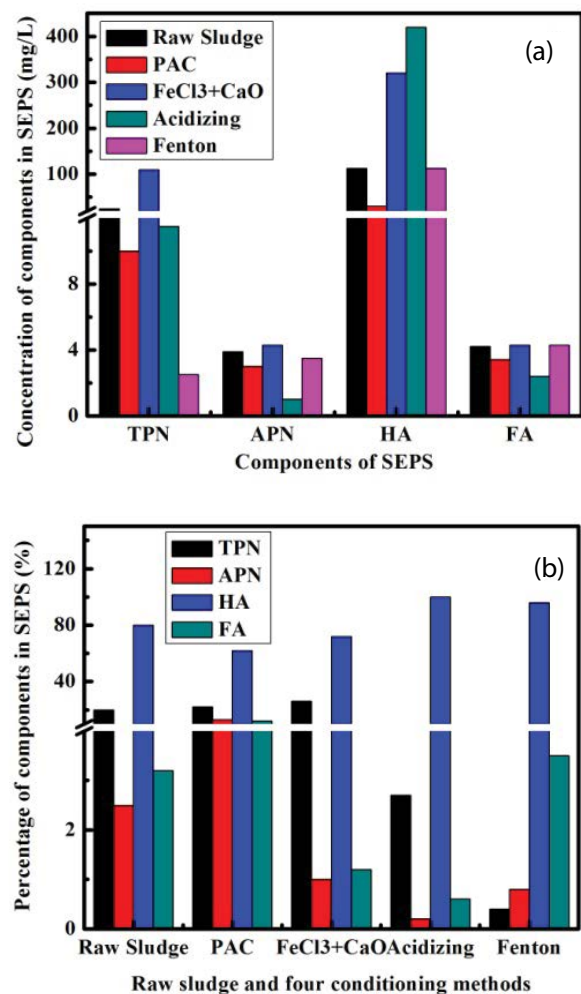 (a)
Raw Sludge
PAC
FeCl3+CaO
Acidizing
Fenton
Concentration of components in SEPS (mg/L)
400
300
200
100
8
4
0
TPN APN HA FA
Components of SEPS
(b)
TPN
APN
HA
FA
Percentage of components in SEPS (%)
120
80
40
2
0
Raw Sludge PAC FeCl3+CaO Acidizing Fenton
Raw sludge and four conditioning methods